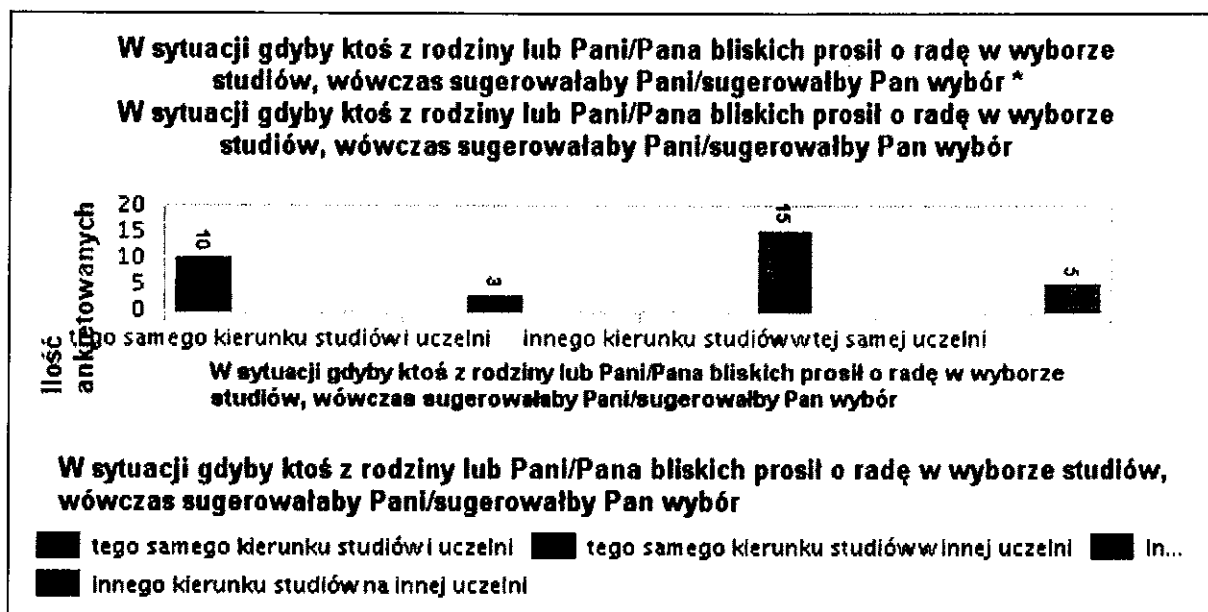 W sytuacji gdyby ktoś z rodziny lub Pani/Pana bliskich prosił o radę w wyborze
studiów, wówczas sugerowałaby Pani/sugerowałby Pan wybór *
W sytuacji gdyby ktoś z rodziny lub Pani/Pana bliskich prosił o radę w wyborze
studiów, wówczas sugerowałaby Pani/sugerowałby Pan wybór
Ilość
ankietowanych
20
15
10
5
0
10
3
15
5
tego samego kierunku studiów i uczelni
innego kierunku studiów w tej samej uczelni
W sytuacji gdyby ktoś z rodziny lub Pani/Pana bliskich prosił o radę w wyborze
studiów, wówczas sugerowałaby Pani/sugerowałby Pan wybór
W sytuacji gdyby ktoś z rodziny lub Pani/Pana bliskich prosił o radę w wyborze studiów,
wówczas sugerowałaby Pani/sugerowałby Pan wybór
tego samego kierunku studiów i uczelni tego samego kierunku studiów w innej uczelni In...
innego kierunku studiów na innej uczelni